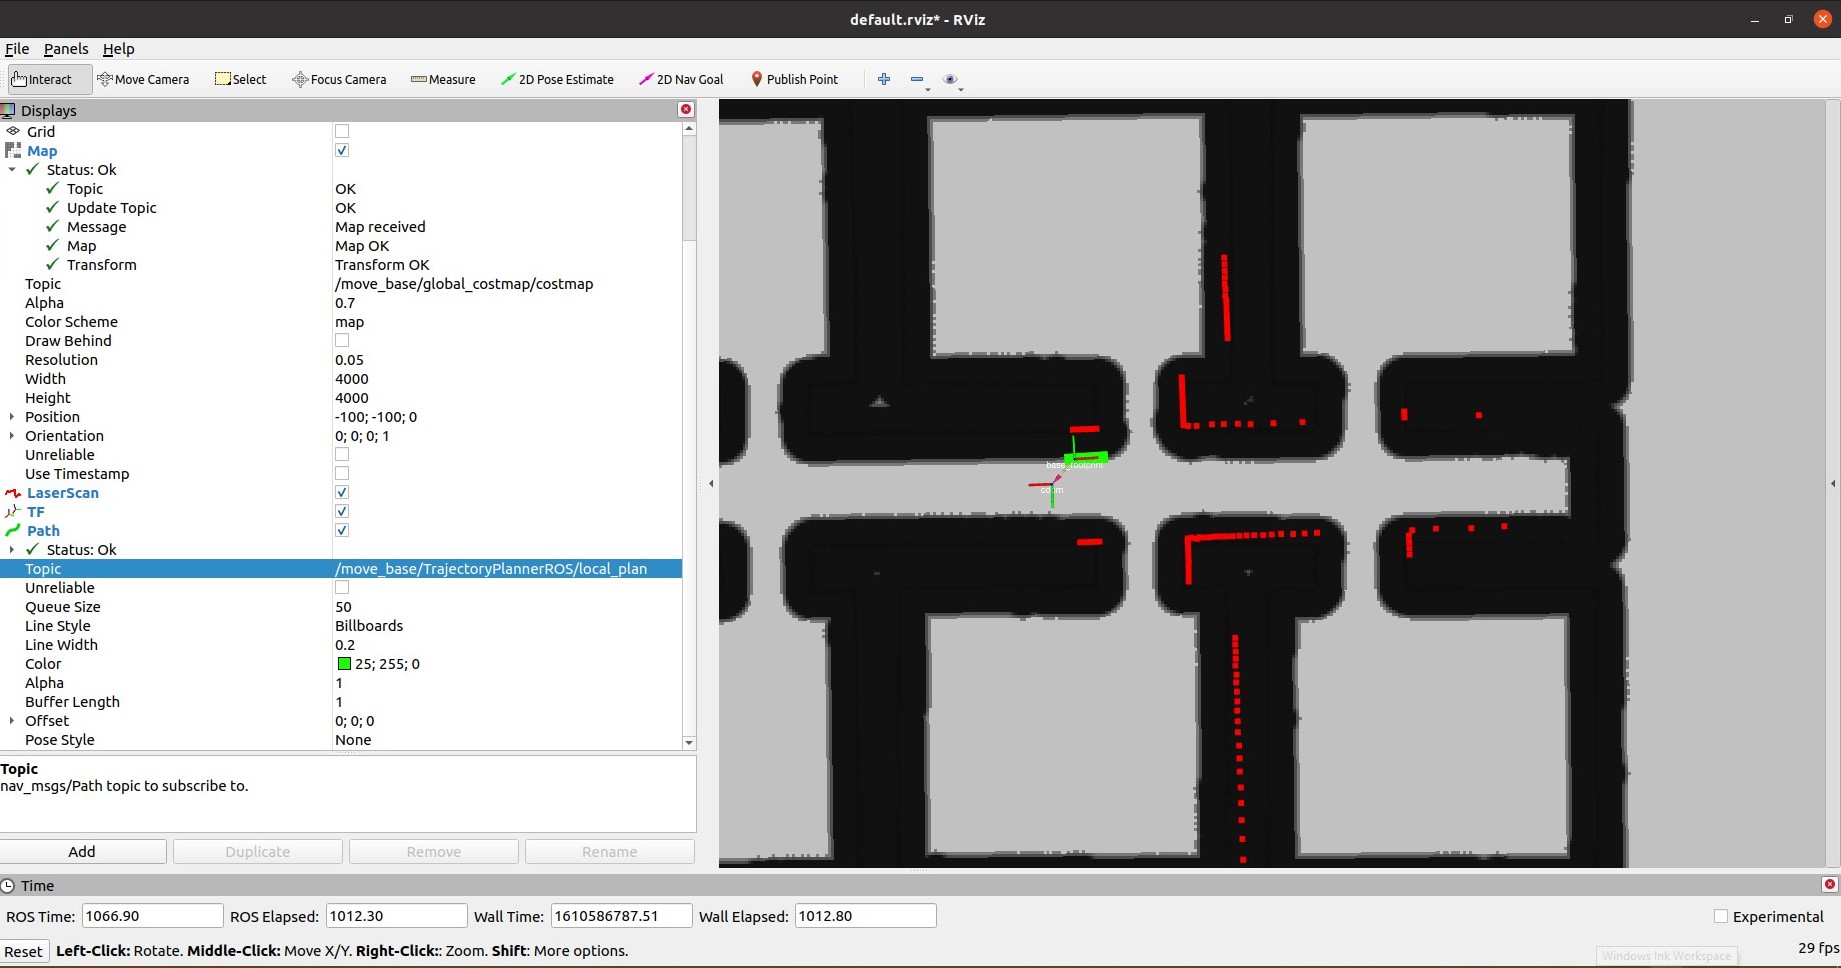 default.rviz* - RViz
File Panels Help
Interact Move Camera Select Focus Camera Measure 2D Pose Estimate 2D Nav Goal Publish Point
Displays
Grid
Map
Status: Ok
Topic OK
Update Topic OK
Message Map received
Map Map OK
Transform Transform OK
Topic /move_base/global_costmap/costmap
Alpha 0.7
Color Scheme map
Draw Behind
Resolution 0.05
Width 4000
Height 4000
Position -100; -100; 0
Orientation 0; 0; 0; 1
Unreliable
Use Timestamp
LaserScan
TF
Path
Status: Ok
Topic /move_base/TrajectoryPlannerROS/local_plan
Unreliable
Queue Size 50
Line Style Billboards
Line Width 0.2
Color 25; 255; 0
Alpha 1
Buffer Length 1
Offset 0; 0; 0
Pose Style None
Topic
nav_msgs/Path topic to subscribe to.
Add Duplicate Remove Rename
base_footprint
Time
ROS Time: 1066.90 ROS Elapsed: 1012.30 Wall Time: 1610586787.51 Wall Elapsed: 1012.80 Experimental
Reset Left-Click: Rotate. Middle-Click: Move X/Y. Right-Click:: Zoom. Shift: More options. 29 fps
Windows Ink Workspace